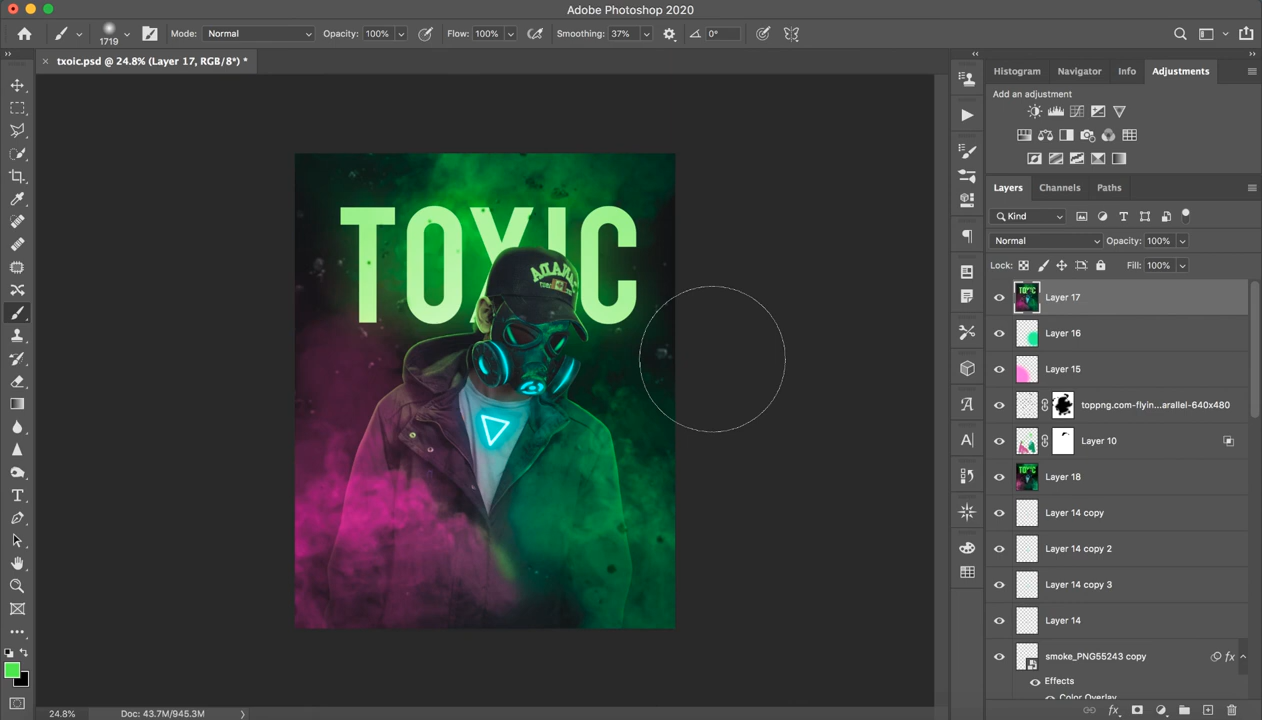 Adobe Photoshop 2020
1719
Mode: Normal
Opacity: 100%
Flow: 100%
Smoothing: 37%
0°
× txoic.psd @ 24.8% (Layer 17, RGB/8*) *
Histogram Navigator Info Adjustments
Add an adjustment
Layers Channels Paths
Kind
Normal
Opacity: 100%
Lock:
Fill: 100%
TOXIC
Layer 17
Layer 16
Layer 15
toppng.com-flyin...arallel-640x480
Layer 10
Layer 18
Layer 14 copy
Layer 14 copy 2
Layer 14 copy 3
Layer 14
smoke_PNG55243 copy
fx
Effects
Color Overlay
24.8%
Doc: 43.7M/945.3M
fx